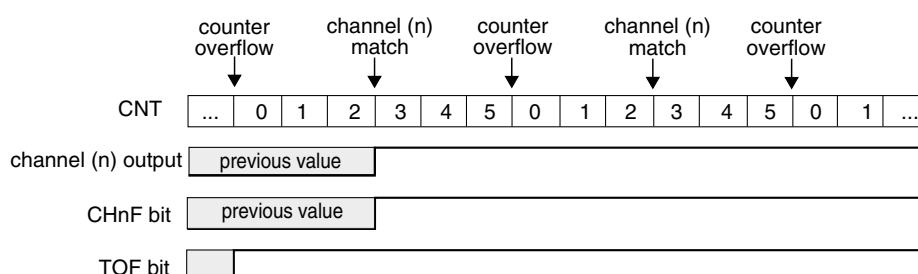 counter overflow
channel (n) match
counter overflow
channel (n) match
counter overflow
CNT ... 0 1 2 3 4 5 0 1 2 3 4 5 0 1 ...
channel (n) output previous value
CHnF bit previous value
TOF bit